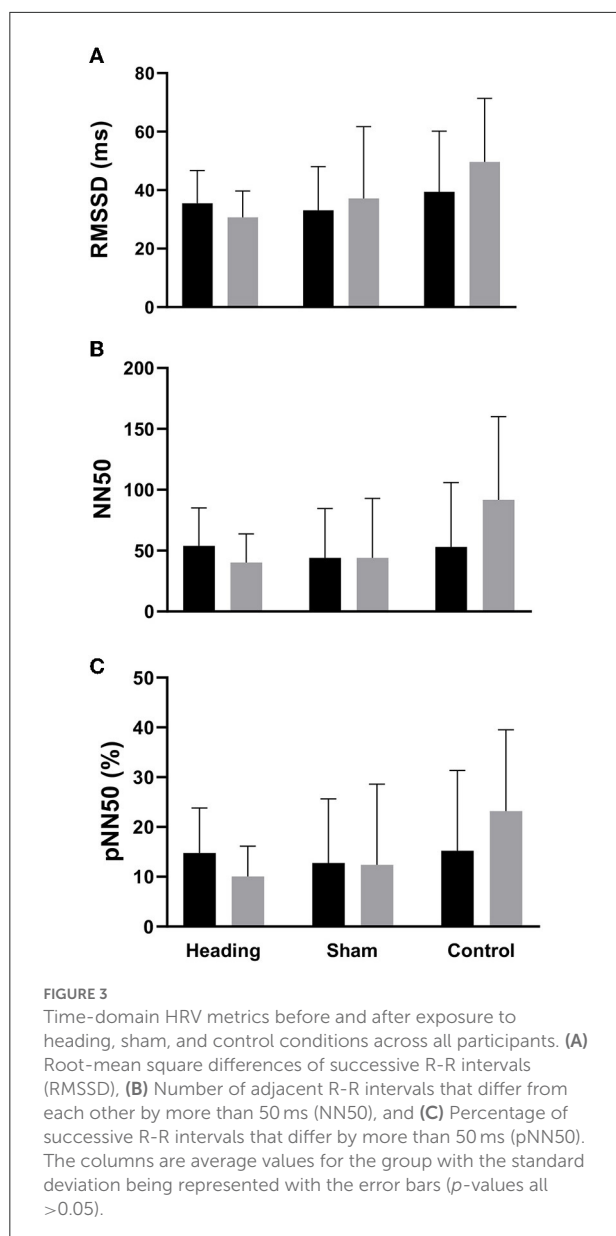 A
80
60
40
20
0
RMSSD (ms)
B
200
150
100
50
0
NN50
C
50
40
30
20
10
0
pNN50 (%)
Heading Sham Control
FIGURE 3
Time-domain HRV metrics before and after exposure to
heading, sham, and control conditions across all participants. (A)
Root-mean square differences of successive R-R intervals
(RMSSD), (B) Number of adjacent R-R intervals that differ from
each other by more than 50 ms (NN50), and (C) Percentage of
successive R-R intervals that differ by more than 50 ms (pNN50).
The columns are average values for the group with the standard
deviation being represented with the error bars (p-values all
>0.05).